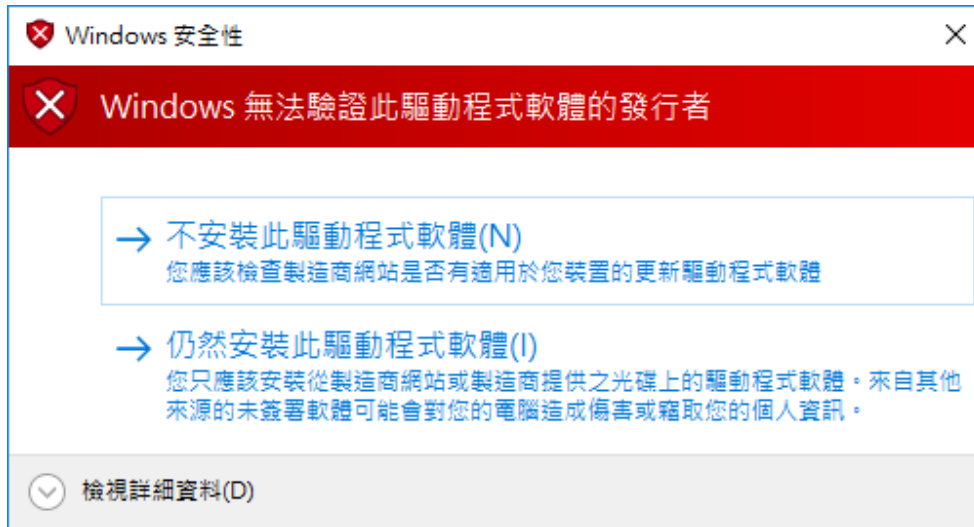 Windows 安全性
Windows 無法驗證此驅動程式軟體的發行者
不安裝此驅動程式軟體(N)
您應該檢查製造商網站是否有適用於您裝置的更新驅動程式軟體
仍然安裝此驅動程式軟體(I)
您只應該安裝從製造商網站或製造商提供之光碟上的驅動程式軟體。來自其他
來源的未簽署軟體可能會對您的電腦造成傷害或竊取您的個人資訊。
檢視詳細資料(D)